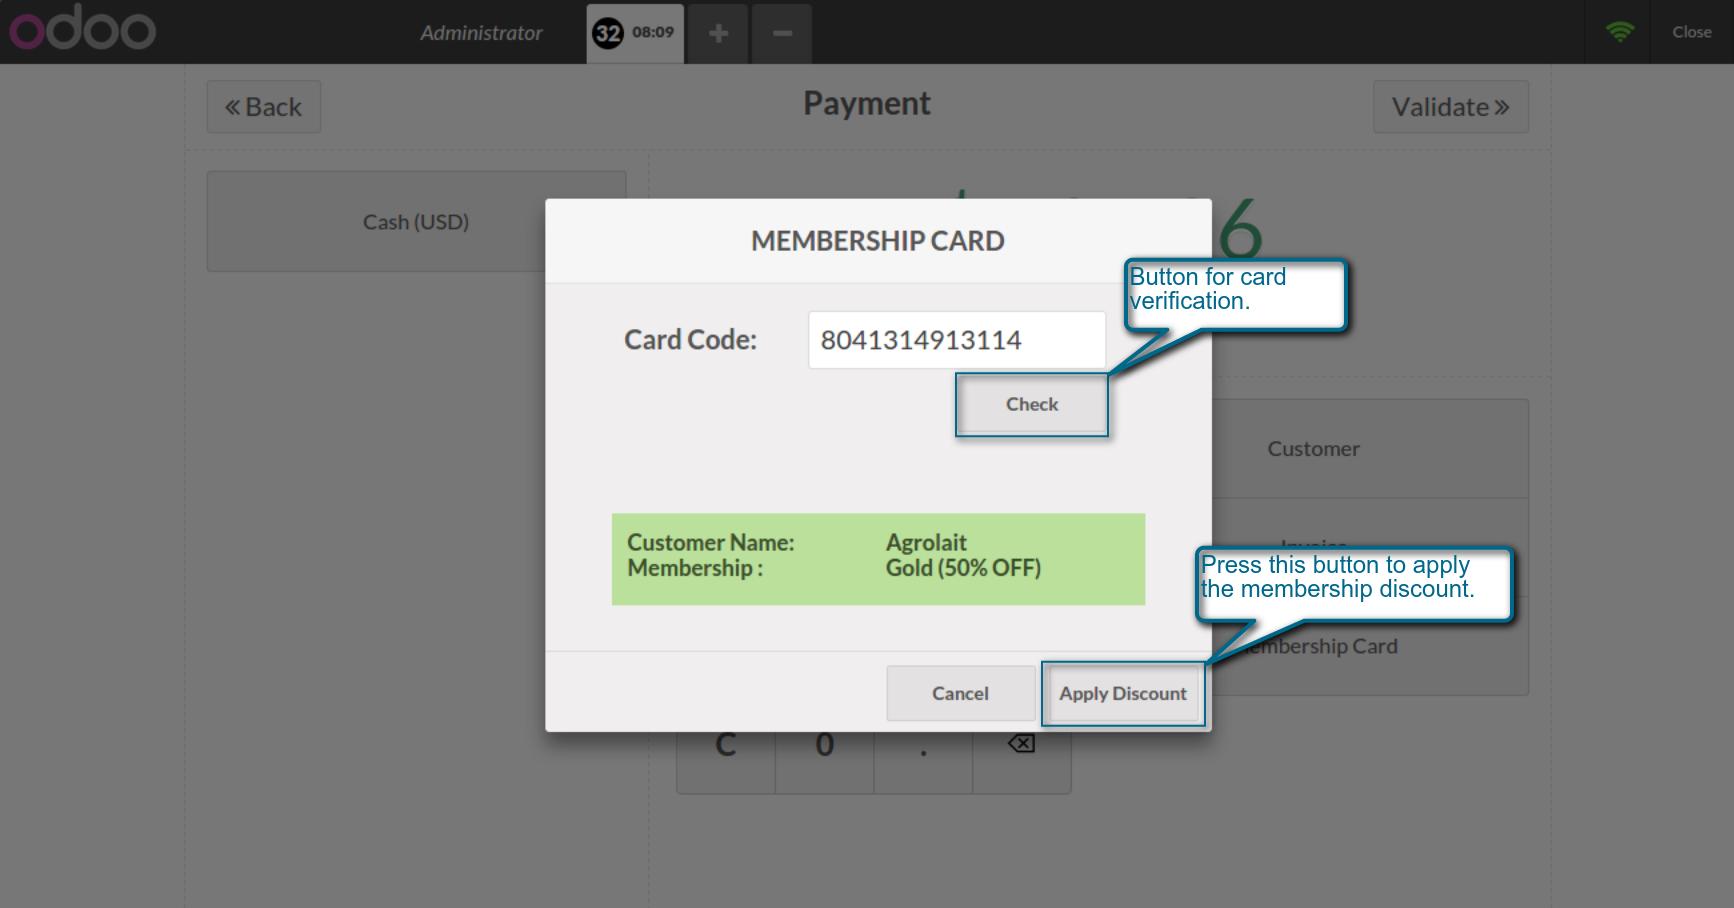 odoo
Administrator
32 08:09
+
-
Close
« Back
Payment
Validate »
Cash (USD)
6
MEMBERSHIP CARD
Button for card
verification.
Card Code:
8041314913114
Check
Customer
Customer Name: Agrolait
Membership : Gold (50% OFF)
Press this button to apply
the membership discount.
Card
Cancel
Apply Discount
C 0 .